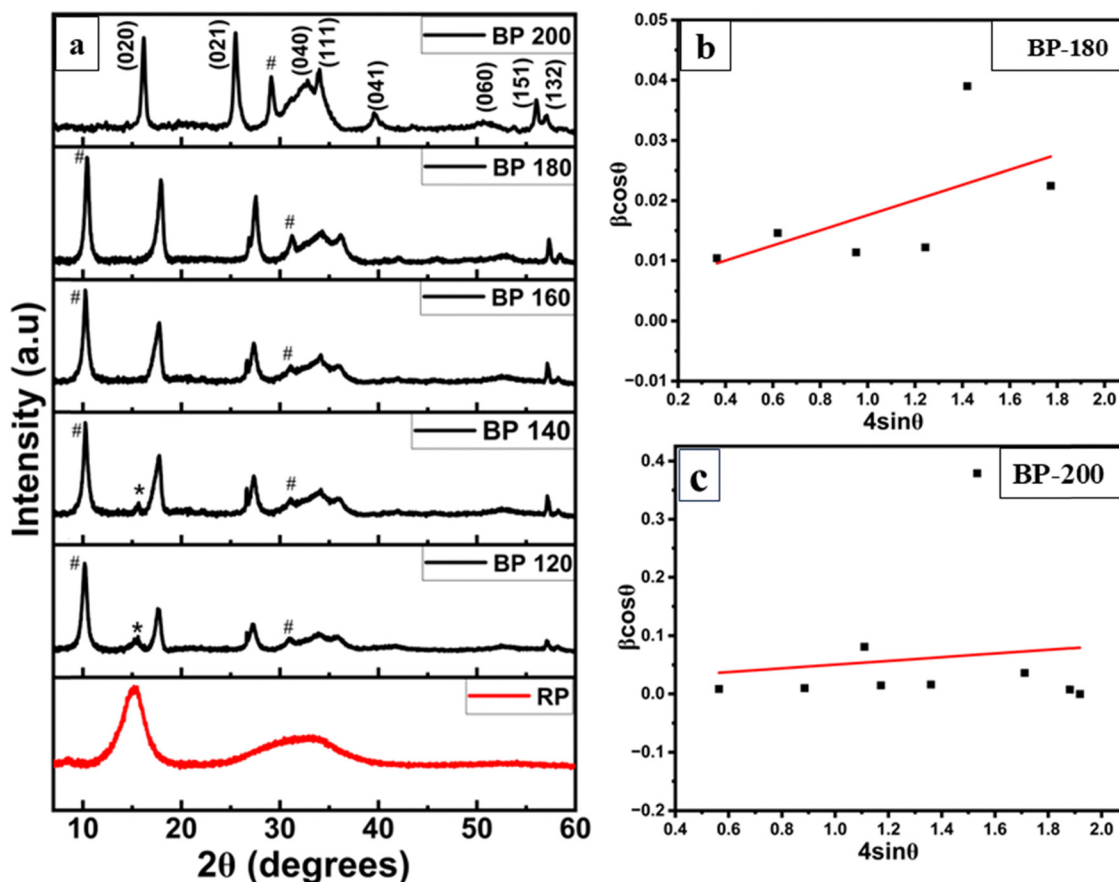 a
(020)
(021)
#
(040)
(111)
(041)
(060)
(151)
(132)
BP 200
#
#
BP 180
#
#
BP 160
#
*
#
BP 140
#
*
#
BP 120
RP
Intensity (a.u)
10 20 30 40 50 60
2θ (degrees)
b
BP-180
0.05
0.04
0.03
0.02
0.01
0.00
−0.01
βcosθ
0.2 0.4 0.6 0.8 1.0 1.2 1.4 1.6 1.8 2.0
4sinθ
c
BP-200
0.4
0.3
0.2
0.1
0.0
−0.1
−0.2
βcosθ
0.4 0.6 0.8 1.0 1.2 1.4 1.6 1.8 2.0
4sinθ